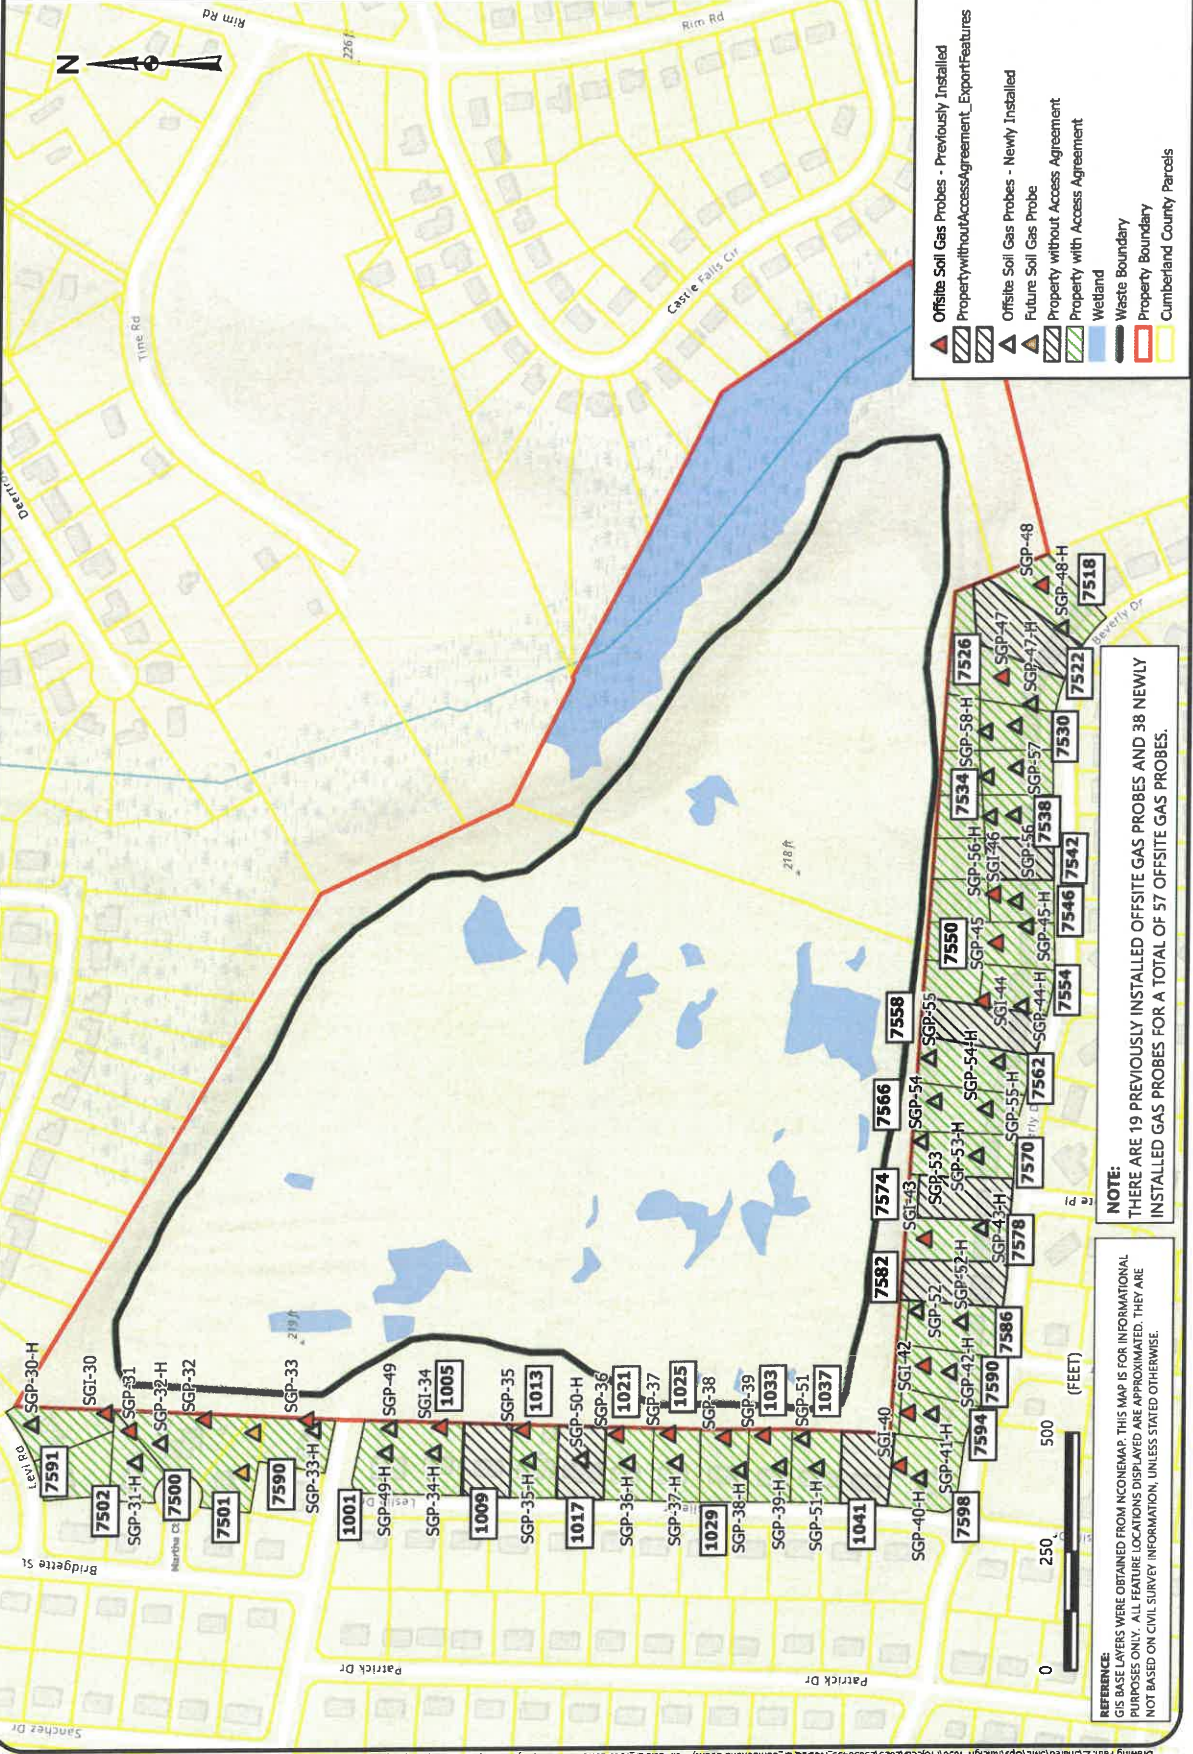 N
Rim Rd
Rim Rd
226 ft
Tine Rd
Castle Falls Cir
Bridgette St
Martha Ct
Patrick Dr
Patrick Dr
Sanchez Dr
Levi Rd
Beverly Dr
219 ft
218 ft
SGP-30-H
SGI-30
SGP-31
SGP-32-H
SGP-32
SGP-33
SGP-49
SGI-34
1005
SGP-35
1013
SGP-50-H
SGP-36
1021
SGP-37
1025
SGP-38
SGP-39
1033
SGP-51
1037
7591
7502
SGP-31-H
7500
7501
7590
SGP-33-H
1001
SGP-49-H
SGP-34-H
1009
SGP-35-H
1017
SGP-36-H
SGP-37-H
1029
SGP-38-H
SGP-39-H
SGP-51-H
1041
SGI-40
SGP-40-H
7598
SGP-41-H
7594
SGI-42
SGP-42-H
7590
7586
SGP-52
SGP-52-H
7582
SGI-43
SGP-43-H
7578
7574
SGP-53
SGP-53-H
7570
7566
SGP-54
SGP-54-H
SGP-55-H
7562
7558
SGP-55
SGI-44
SGP-44-H
7554
7550
SGP-45
SGP-45-H
7546
SGP-56-H
SGI-46
SGP-56
7542
7538
7534
SGP-57
SGP-58-H
7530
7526
SGP-47
SGP-47-H
7522
SGP-48
SGP-48-H
7518
Offsite Soil Gas Probes - Previously Installed
PropertywithoutAccessAgreement_ExportFeatures
Offsite Soil Gas Probes - Newly Installed
Future Soil Gas Probe
Property without Access Agreement
Property with Access Agreement
Wetland
Waste Boundary
Property Boundary
Cumberland County Parcels
NOTE:
THERE ARE 19 PREVIOUSLY INSTALLED OFFSITE GAS PROBES AND 38 NEWLY
INSTALLED GAS PROBES FOR A TOTAL OF 57 OFFSITE GAS PROBES.
0 250 500
(FEET)
REFERENCE:
GIS BASE LAYERS WERE OBTAINED FROM NCONEMAP. THIS MAP IS FOR INFORMATIONAL
PURPOSES ONLY. ALL FEATURE LOCATIONS DISPLAYED ARE APPROXIMATED. THEY ARE
NOT BASED ON CIVIL SURVEY INFORMATION, UNLESS STATED OTHERWISE.